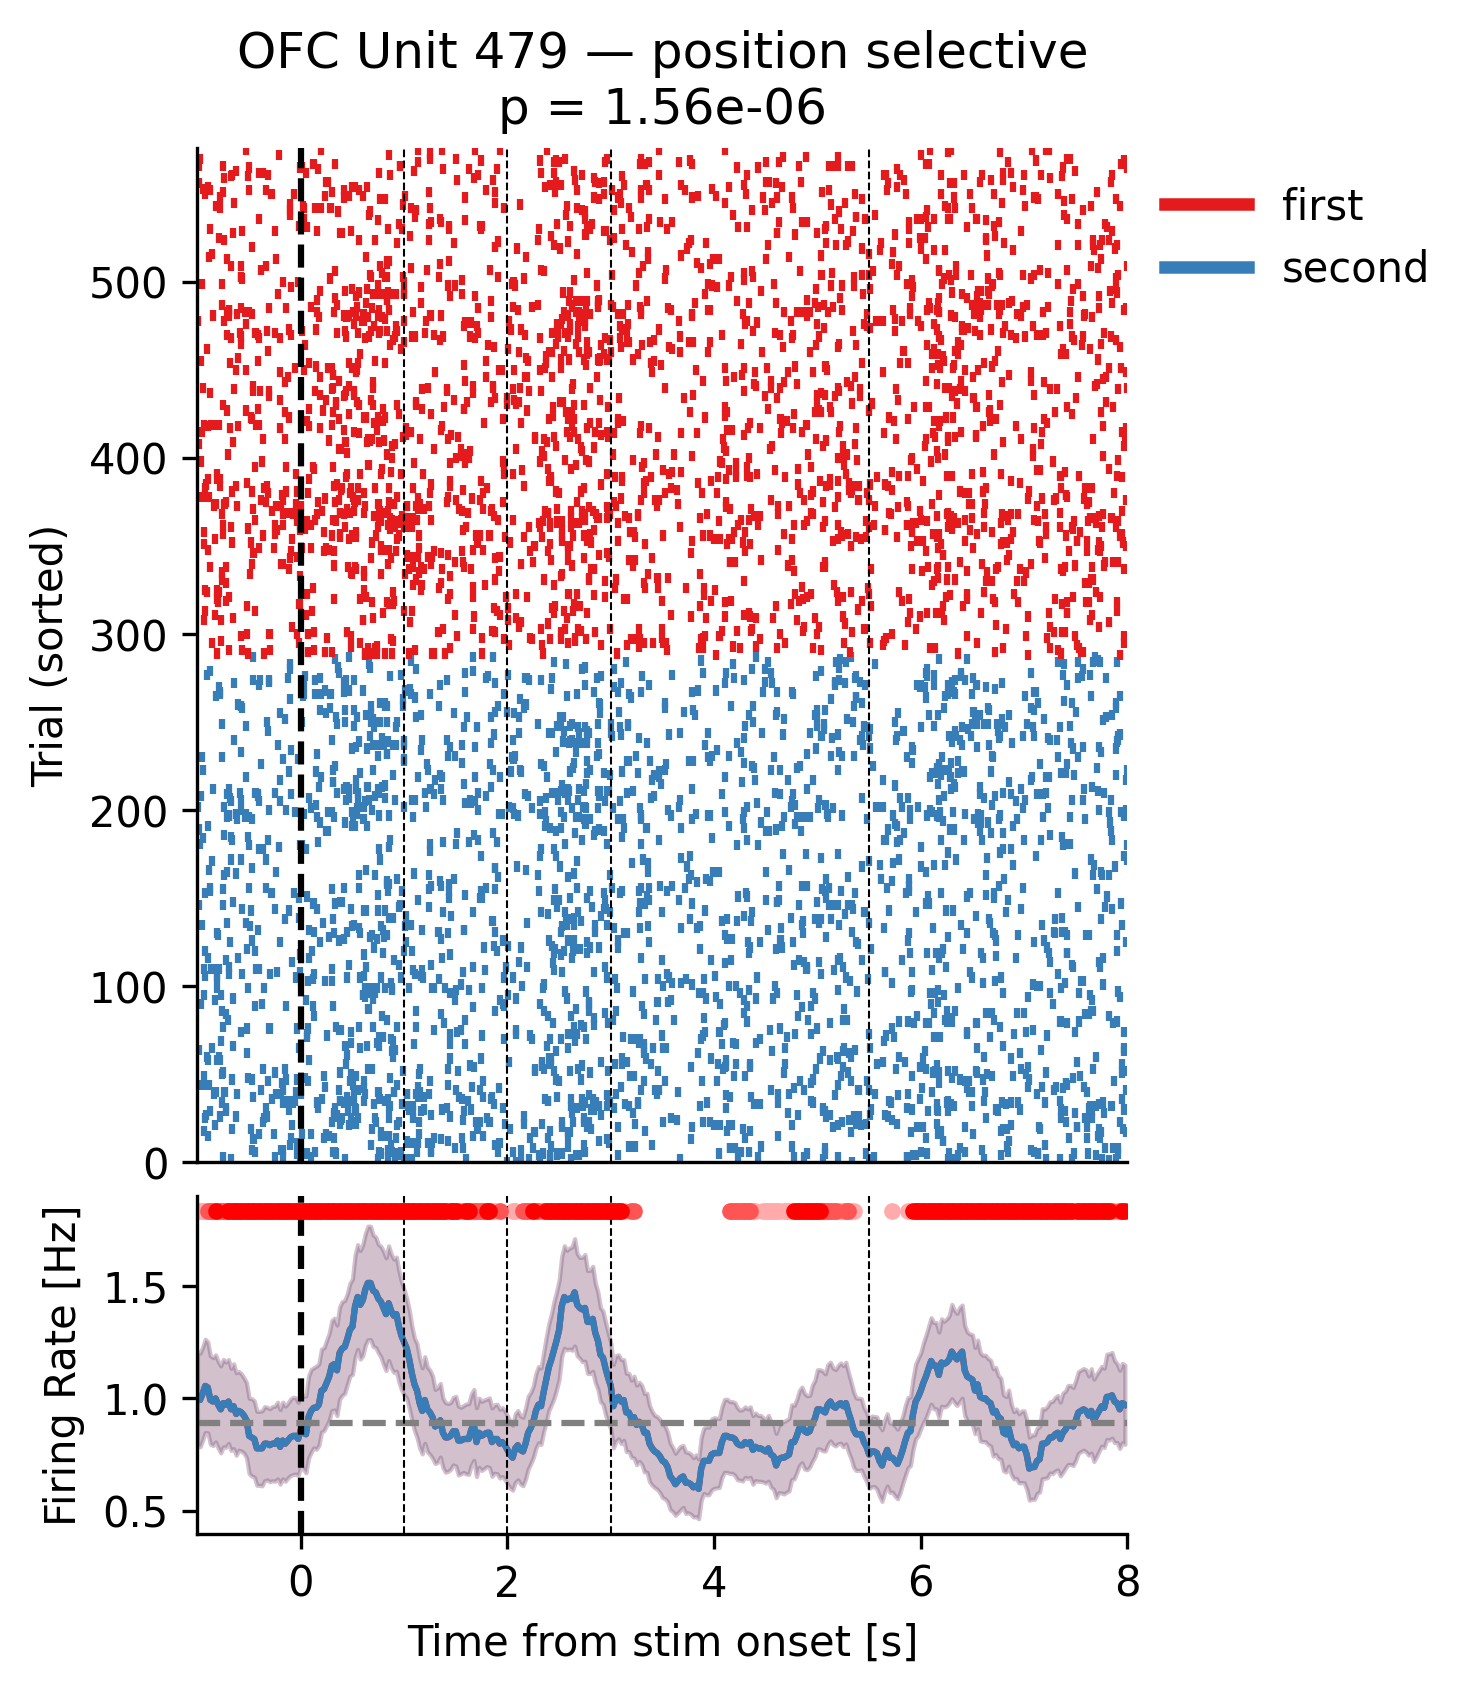 OFC Unit 479 — position selective
p = 1.56e-06
first
second
Trial (sorted)
500
400
300
200
100
0
Firing Rate [Hz]
1.5
1.0
0.5
0
2
4
6
8
Time from stim onset [s]